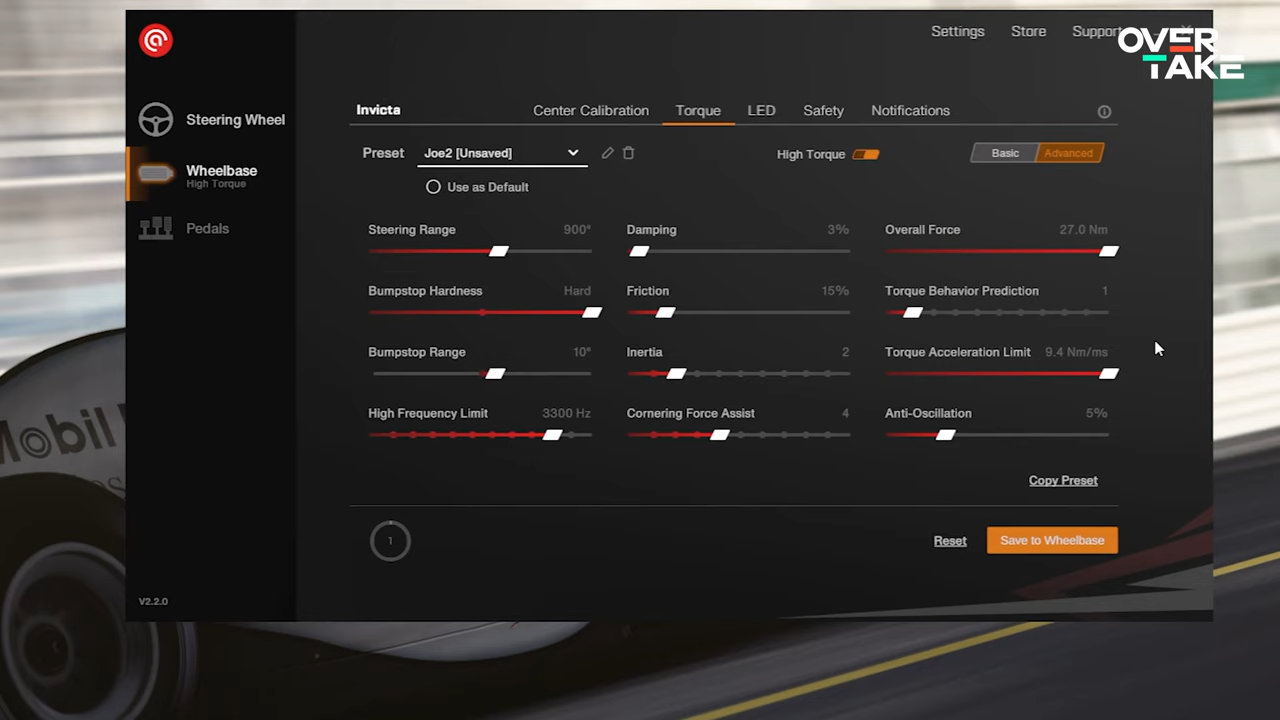 Settings Store Support
OVER
TAKE
Steering Wheel
Wheelbase
High Torque
Pedals
V2.2.0
Invicta
Center Calibration Torque LED Safety Notifications
Preset Joe2 [Unsaved] High Torque Basic Advanced
Use as Default
Steering Range 900° Damping 3% Overall Force 27.0 Nm
Bumpstop Hardness Hard Friction 15% Torque Behavior Prediction 1
Bumpstop Range 10° Inertia 2 Torque Acceleration Limit 9.4 Nm/ms
High Frequency Limit 3300 Hz Cornering Force Assist 4 Anti-Oscillation 5%
Copy Preset
1 Reset Save to Wheelbase
Mobil